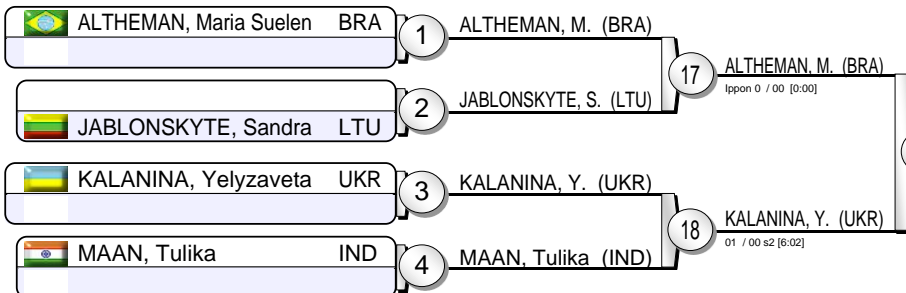 ALTHEMAN, Maria Suelen BRA
1
ALTHEMAN, M. (BRA)
17
ALTHEMAN, M. (BRA)
Ippon 0 / 00 [0:00]
2
JABLONSKYTE, S. (LTU)
JABLONSKYTE, Sandra LTU
KALANINA, Yelyzaveta UKR
3
KALANINA, Y. (UKR)
18
KALANINA, Y. (UKR)
01 / 00 s2 [6:02]
MAAN, Tulika IND
4
MAAN, Tulika (IND)